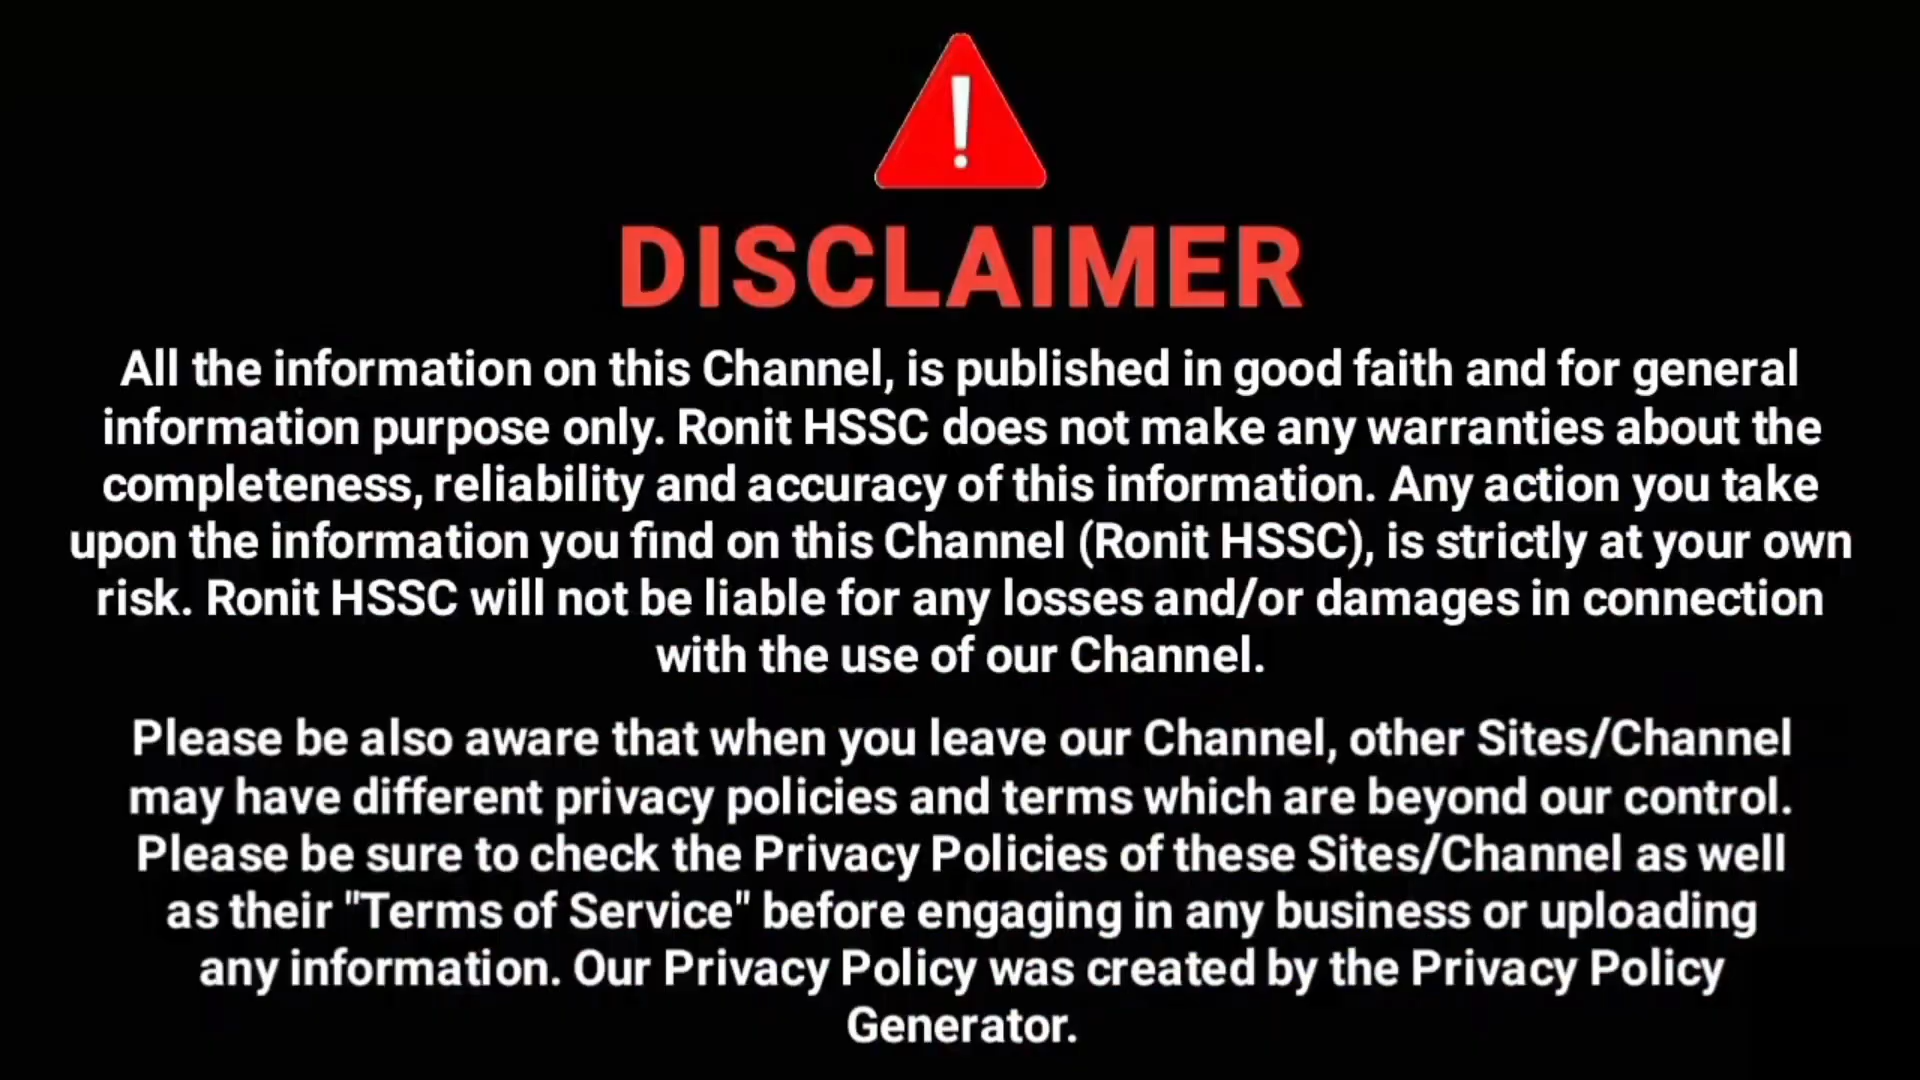 DISCLAIMER
All the information on this Channel, is published in good faith and for general
information purpose only. Ronit HSSC does not make any warranties about the
completeness, reliability and accuracy of this information. Any action you take
upon the information you find on this Channel (Ronit HSSC), is strictly at your own
risk. Ronit HSSC will not be liable for any losses and/or damages in connection
with the use of our Channel.
Please be also aware that when you leave our Channel, other Sites/Channel
may have different privacy policies and terms which are beyond our control.
Please be sure to check the Privacy Policies of these Sites/Channel as well
as their "Terms of Service" before engaging in any business or uploading
any information. Our Privacy Policy was created by the Privacy Policy
Generator.